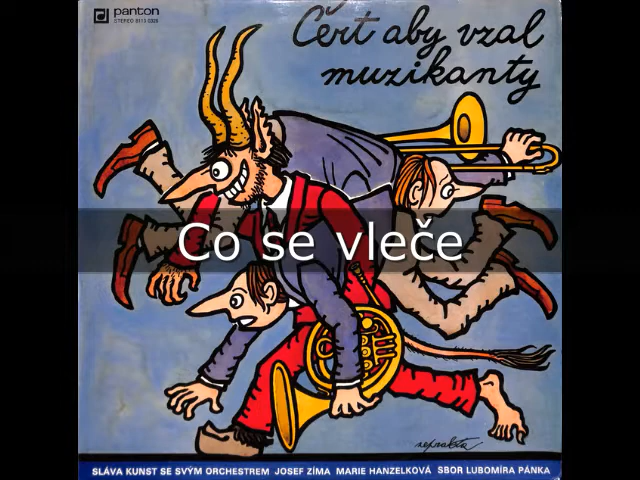 panton
STEREO 8113 0325
Čert aby vzal
muzikanty
Co se vleče
neprakta
SLÁVA KUNST SE SVÝM ORCHESTREM JOSEF ZÍMA MARIE HANZELKOVÁ SBOR LUBOMÍRA PÁNKA